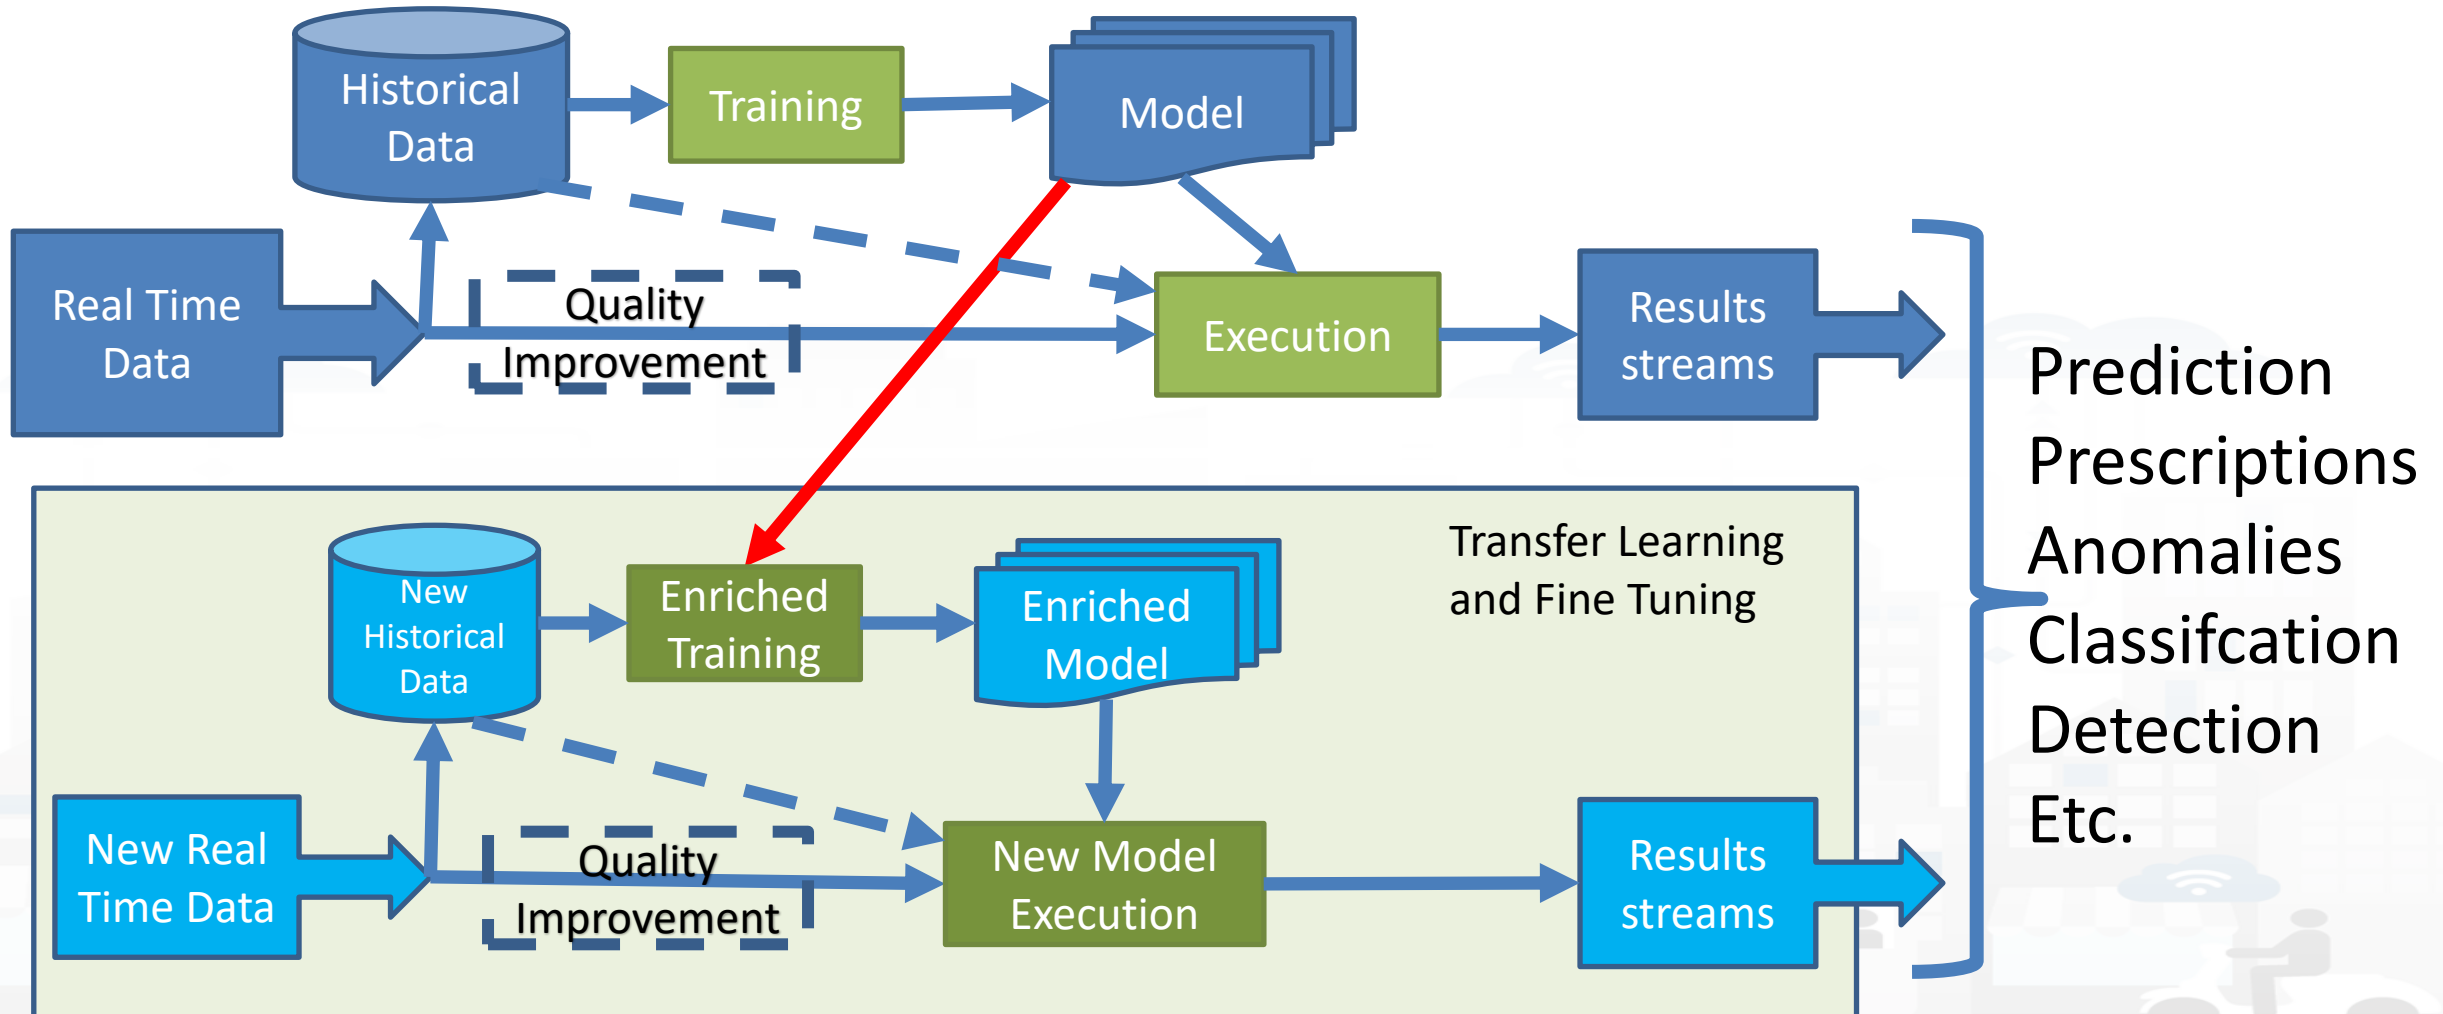 Historical
Data
Training
Model
Real Time
Data
Quality
Improvement
Execution
Results
streams
Transfer Learning
and Fine Tuning
New
Historical
Data
Enriched
Training
Enriched
Model
New Real
Time Data
Quality
Improvement
New Model
Execution
Results
streams
Prediction
Prescriptions
Anomalies
Classifcation
Detection
Etc.